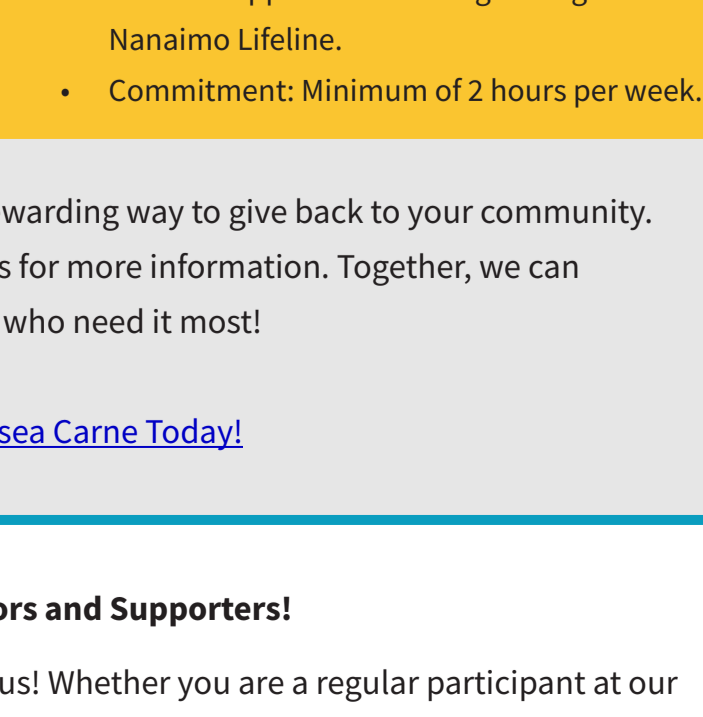 Nanaimo Lifeline.
• Commitment: Minimum of 2 hours per week.
warding way to give back to your community.
s for more information. Together, we can
who need it most!
sea Carne Today!
ors and Supporters!
us! Whether you are a regular participant at our